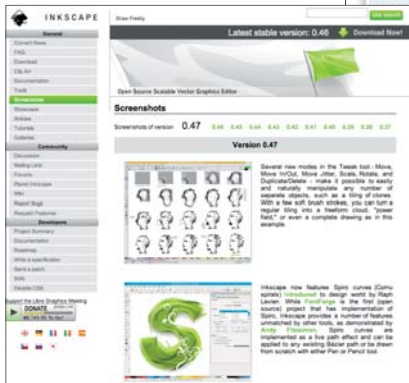 INKSCAPE
Draw Freely.
Latest stable version: 0.46 Download Now!
Open Source Scalable Vector Graphics Editor
General
Current News
FAQ
Download
Clip Art
Documentation
Tools
Screenshots
Showcase
Articles
Tutorials
Galleries
Community
Discussion
Mailing Lists
Forums
Planet Inkscape
Wiki
Report Bugs
Request Features
Developers
Project Summary
Documentation
Roadmap
Write a specification
Send a patch
SVN
Disable CSS
Support the Libre Graphics Meeting
DONATE
Screenshots
Screenshots of version 0.47 0.46 0.45 0.44 0.43 0.42 0.41 0.40 0.39 0.38 0.37
Version 0.47
Several new modes in the Tweak tool - Move,
Move In/Out, Move Jitter, Scale, Rotate, and
Duplicate/Delete - make it possible to easily
and naturally manipulate any number of
separate objects, such as a tiling of clones.
With a few soft brush strokes, you can turn a
regular tiling into a freeform cloud, "power
field," or even a complete drawing as in this
example.
Inkscape now features Spiro curves (Cornu
spirals) introduced to design world by Raph
Levien. While FontForge is the first (open
source) project that has implementation of
Spiro, Inkscape provides a number of features
unmatched by other tools, as demonstrated by
Andy Fitzsimon. Spiro curves are
implemented as a live path effect and can be
applied to any existing Bézier path or be drawn
from scratch with either Pen or Pencil tool.